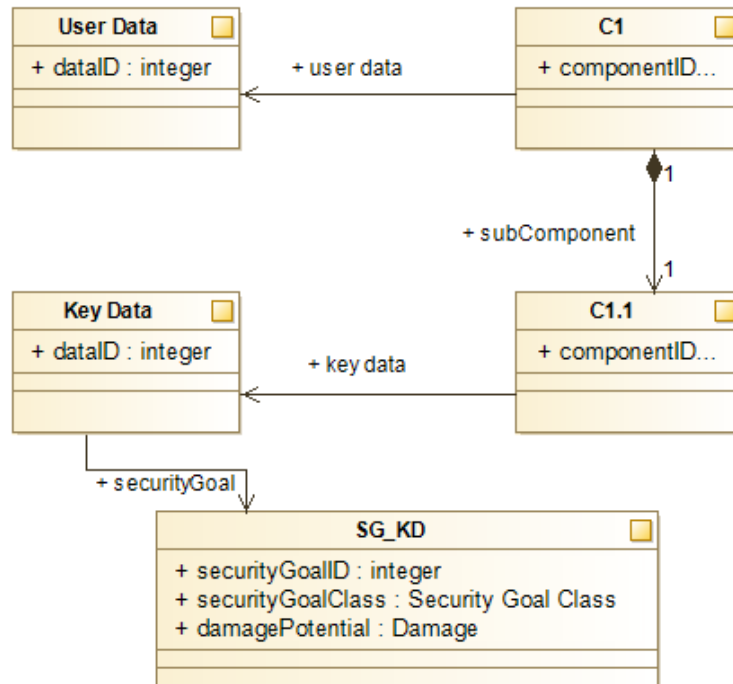 User Data
+ dataID : integer
+ user data
C1
+ componentID...
1
+ subComponent
1
Key Data
+ dataID : integer
+ key data
C1.1
+ componentID...
+ securityGoal
SG_KD
+ securityGoalID : integer
+ securityGoalClass : Security Goal Class
+ damagePotential : Damage